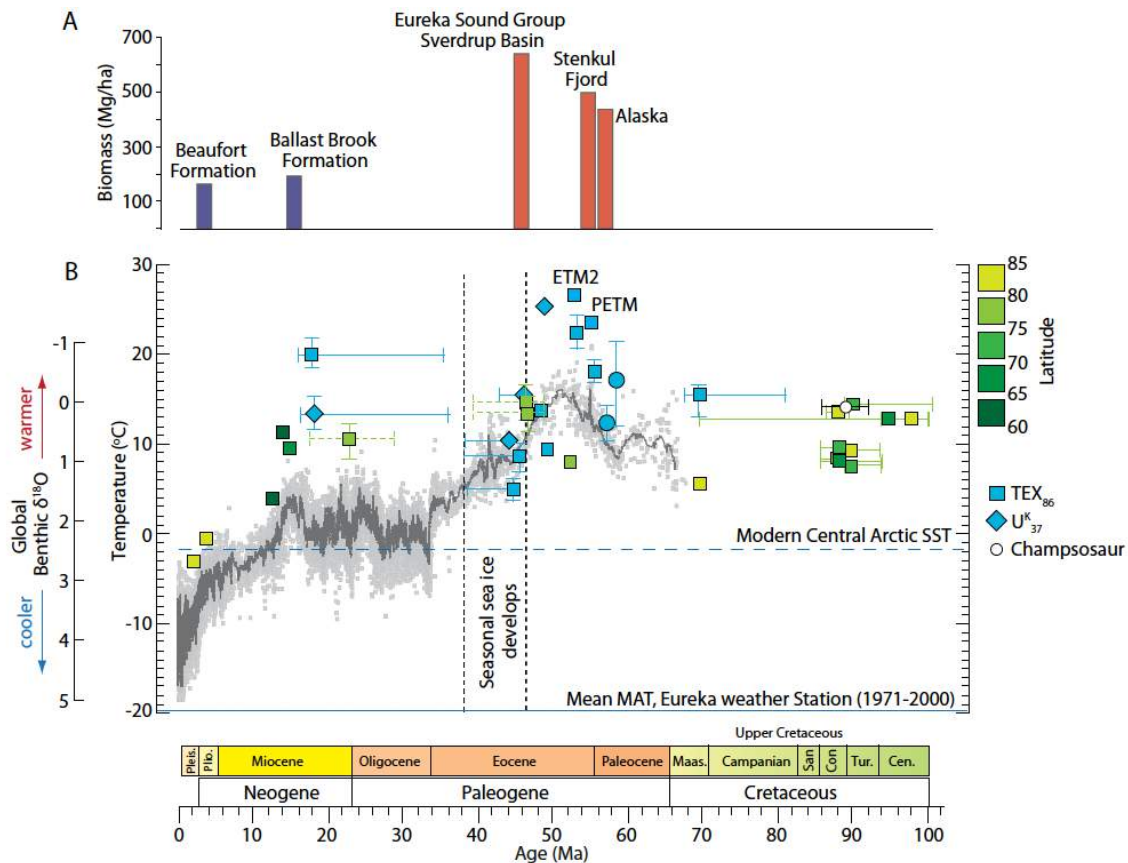 A
Biomass (Mg/ha)
700
500
300
100
Beaufort
Formation
Ballast Brook
Formation
Eureka Sound Group
Sverdrup Basin
Stenkul
Fjord
Alaska
B
warmer
cooler
Global
Benthic δ18O
-1
0
1
2
3
4
5
Temperature (oC)
30
20
10
0
-10
-20
ETM2
PETM
Seasonal sea ice
develops
Modern Central Arctic SST
Mean MAT, Eureka weather Station (1971-2000)
85
80
75
70
65
60
Latitude
TEX86
UK37
Champsosaur
Upper Cretaceous
Pleis.
Plio.
Miocene
Oligocene
Eocene
Paleocene
Maas.
Campanian
San
Con
Tur.
Cen.
Neogene
Paleogene
Cretaceous
0 10 20 30 40 50 60 70 80 90 100
Age (Ma)